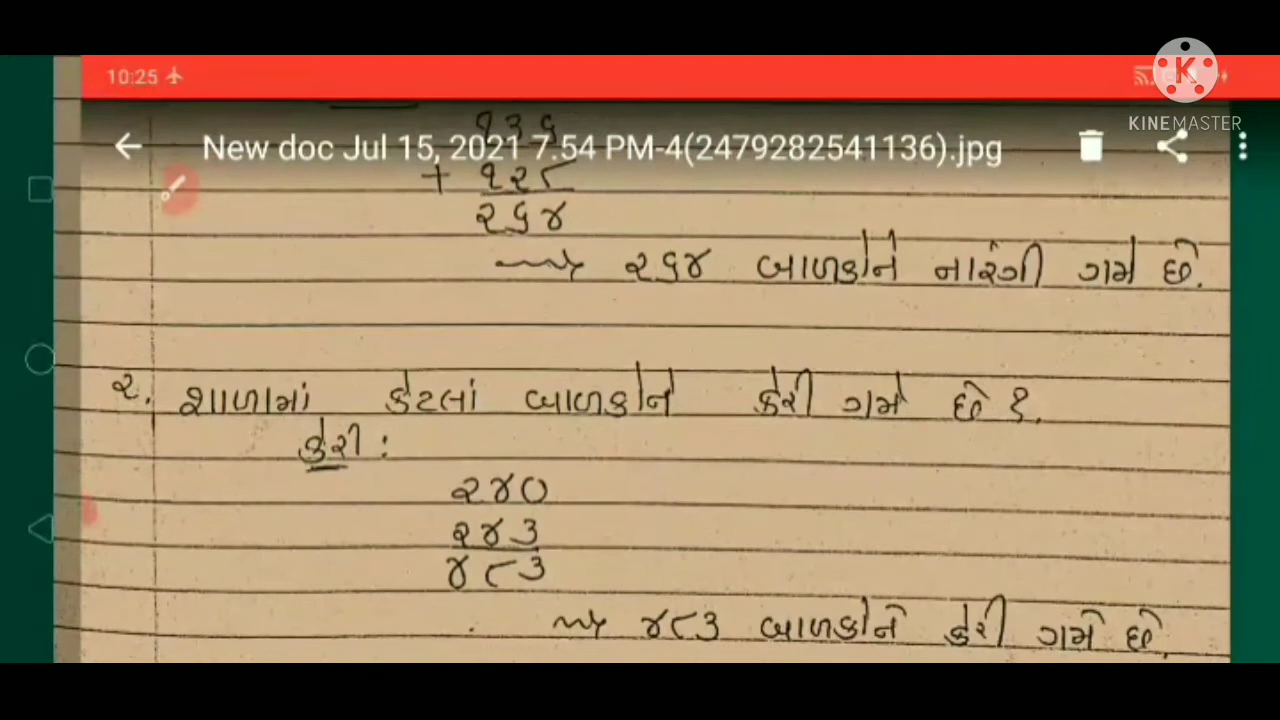 10:25
KINEMASTER
૧૩૬
New doc Jul 15, 2021 7.54 PM-4(2479282541136).jpg
+ ૧૨૮
૨૬૪
૨૬૪ બાળકોને નારંગી ગમે છે.
૨. શાળામાં કેટલાં બાળકોને કેરી ગમે છે ?.
કેરી :
૨૪૦
૨૪૩
૪૮૩
૪૮૩ બાળકોને કેરી ગમે છે.